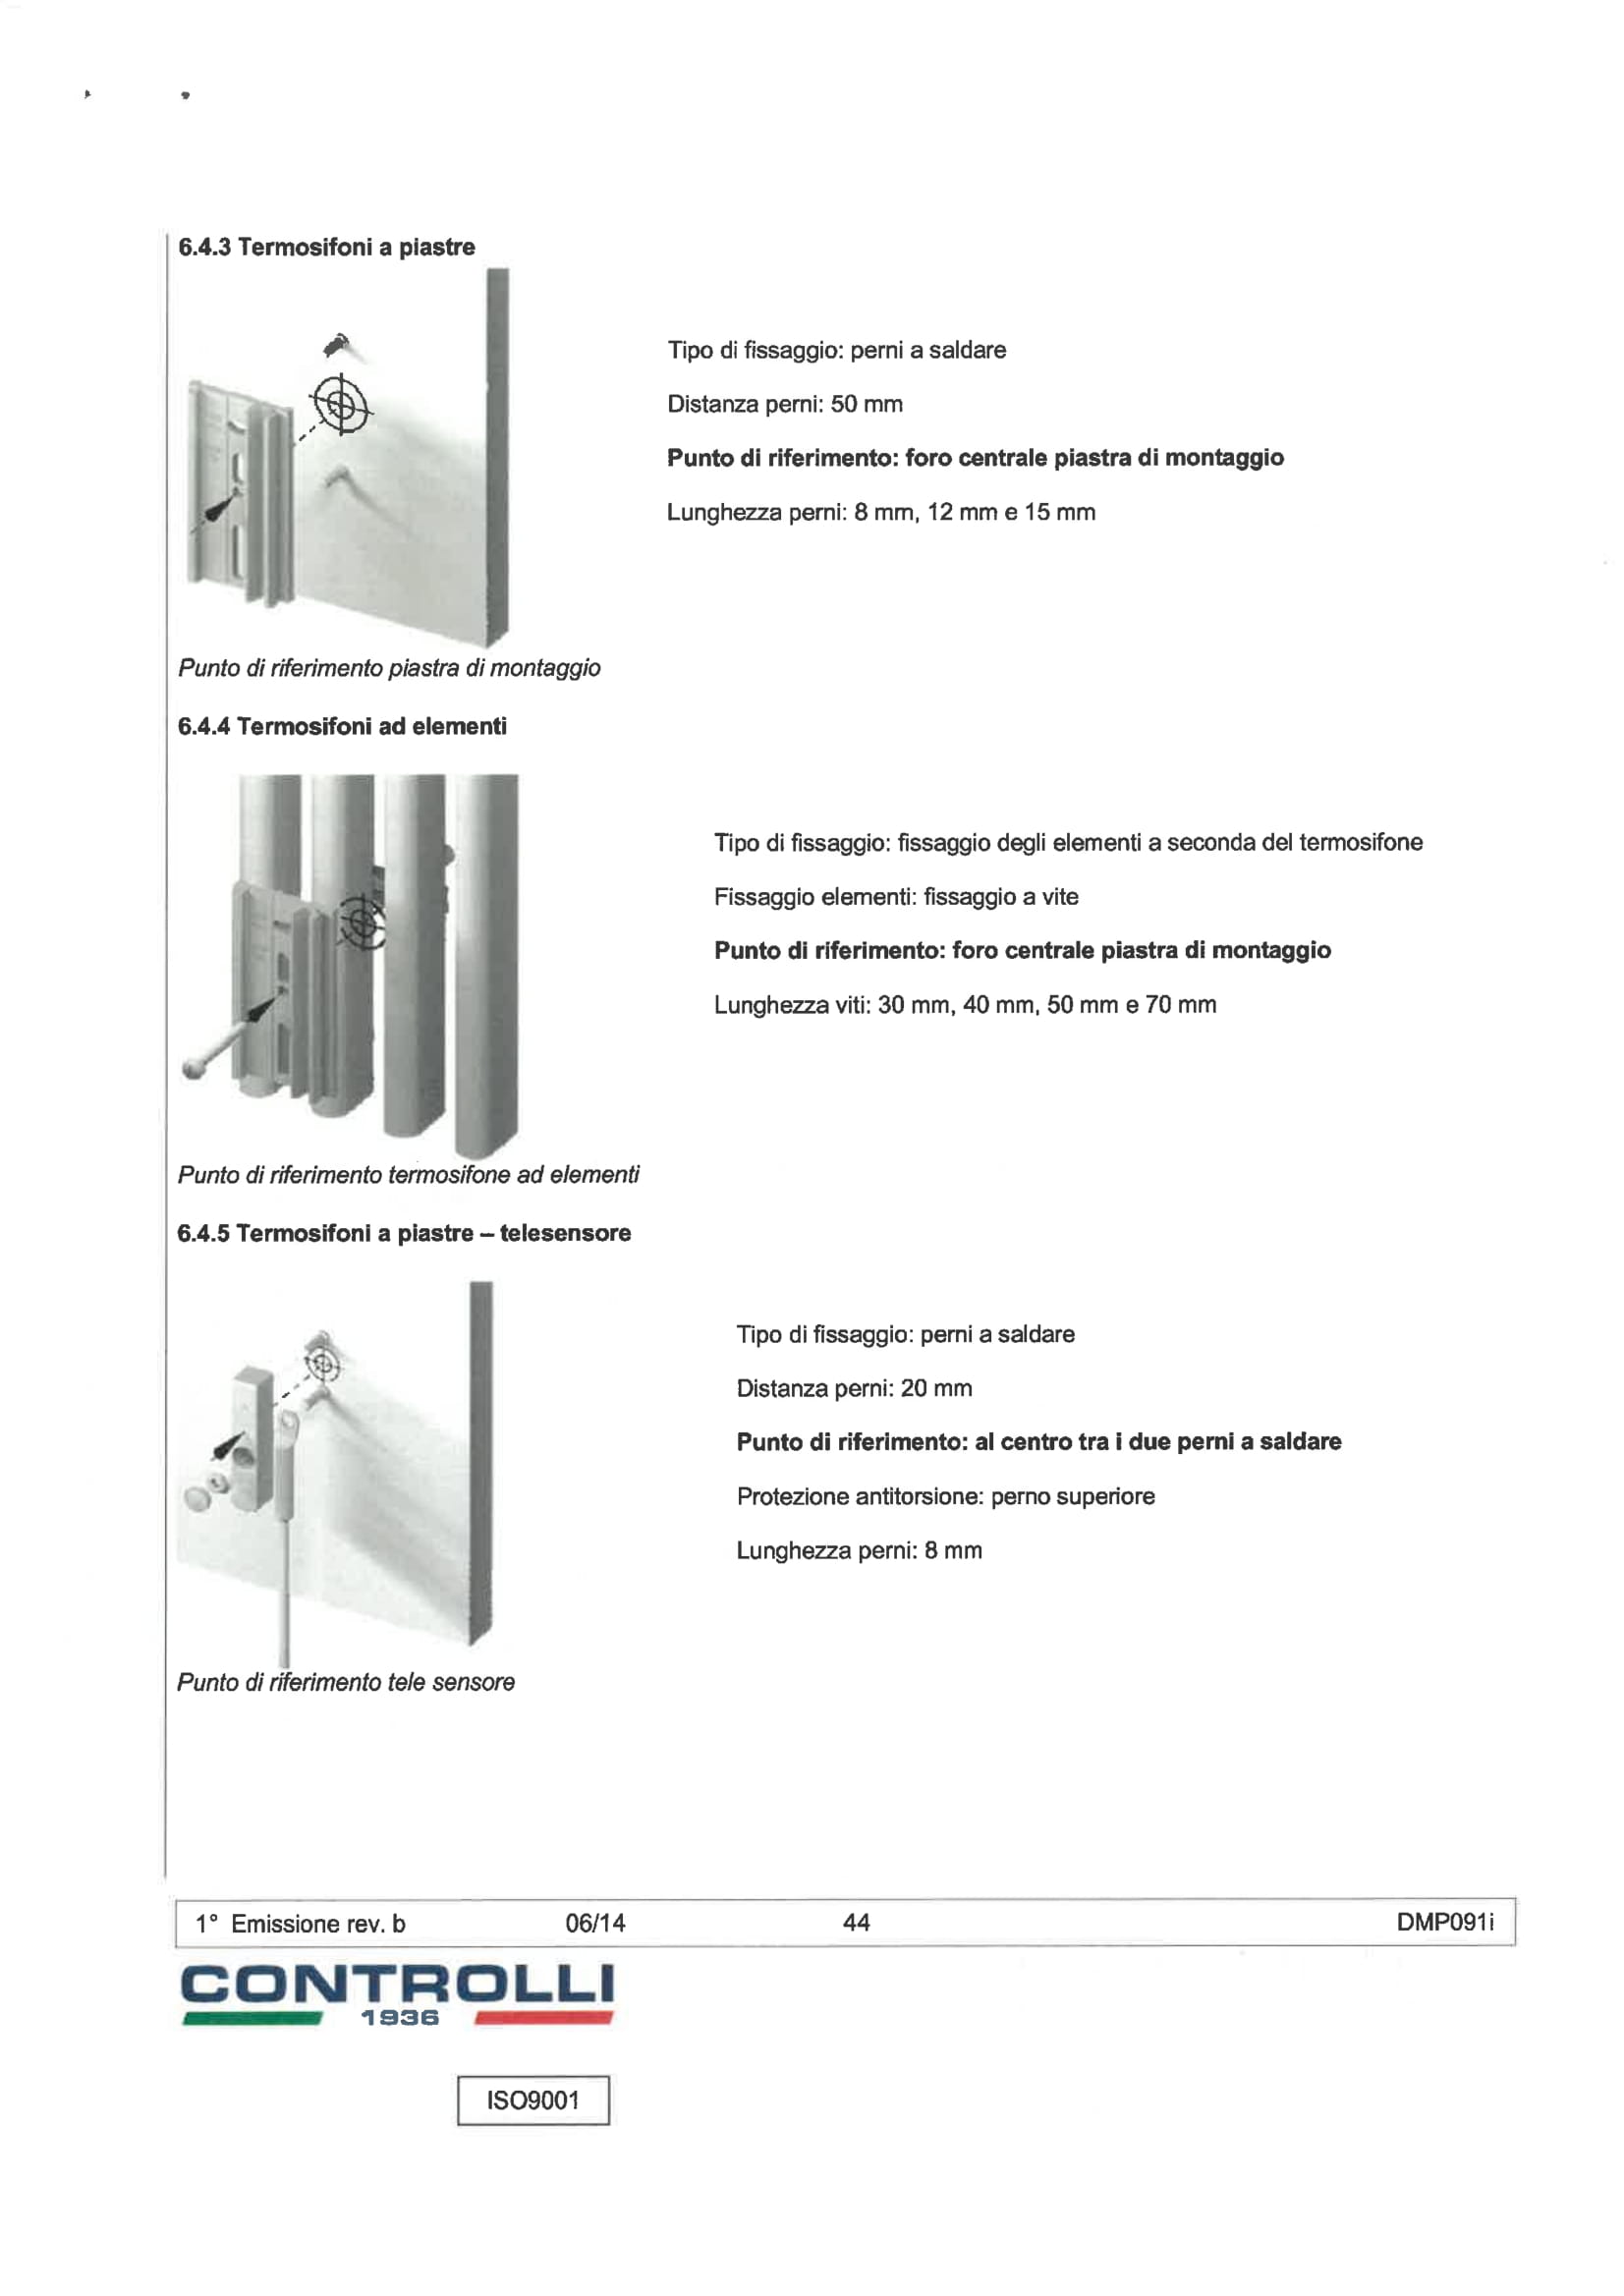 6.4.3 Termosifoni a piastre
Tipo di fissaggio: perni a saldare
Distanza perni: 50 mm
Punto di riferimento: foro centrale piastra di montaggio
Lunghezza perni: 8 mm, 12 mm e 15 mm
Punto di riferimento piastra di montaggio
6.4.4 Termosifoni ad elementi
Tipo di fissaggio: fissaggio degli elementi a seconda del termosifone
Fissaggio elementi: fissaggio a vite
Punto di riferimento: foro centrale piastra di montaggio
Lunghezza viti: 30 mm, 40 mm, 50 mm e 70 mm
Punto di riferimento termosifone ad elementi
6.4.5 Termosifoni a piastre – telesensore
Tipo di fissaggio: perni a saldare
Distanza perni: 20 mm
Punto di riferimento: al centro tra i due perni a saldare
Protezione antitorsione: perno superiore
Lunghezza perni: 8 mm
Punto di riferimento tele sensore
1° Emissione rev. b 06/14 44 DMP091i
CONTROLLI
1936
ISO9001